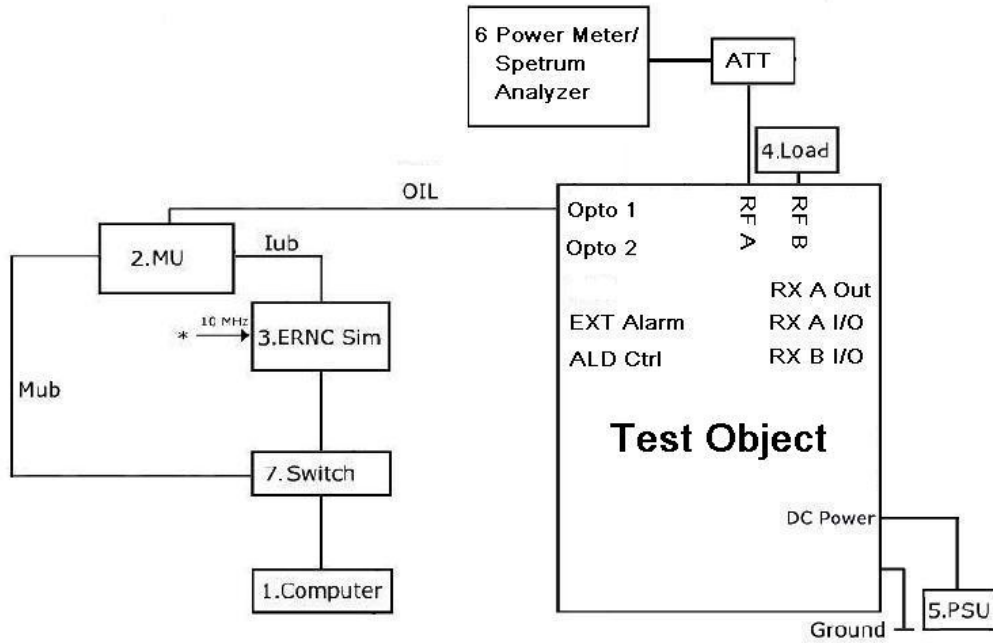 6 Power Meter/
Spetrum
Analyzer
ATT
4.Load
OIL
Opto 1
RF A
RF B
Opto 2
2.MU
Iub
RX A Out
* 10 MHz
3.ERNC Sim
EXT Alarm
RX A I/O
ALD Ctrl
RX B I/O
Mub
Test Object
7.Switch
DC Power
1.Computer
5.PSU
Ground